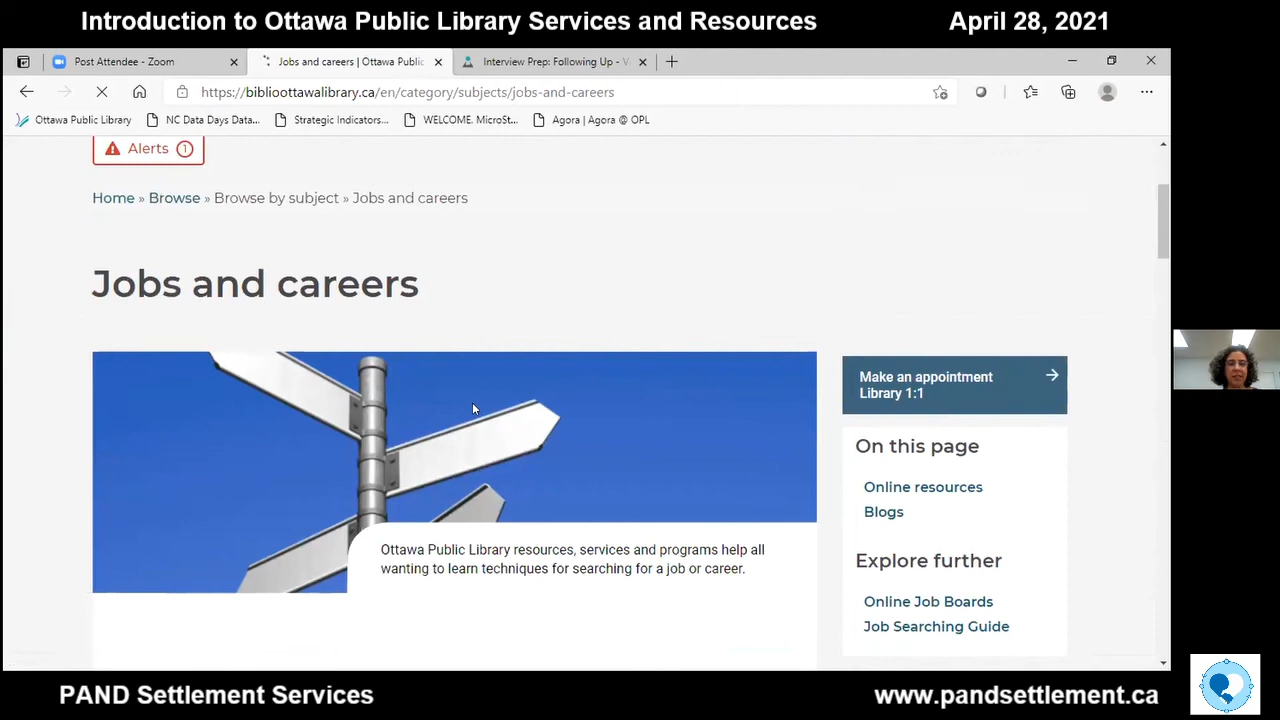 Introduction to Ottawa Public Library Services and Resources April 28, 2021
Post Attendee - Zoom
Jobs and careers | Ottawa Public
Interview Prep: Following Up - V
https://biblioottawalibrary.ca/en/category/subjects/jobs-and-careers
Ottawa Public Library
NC Data Days Data...
Strategic Indicators...
WELCOME. MicroSt...
Agora | Agora @ OPL
Alerts 1
Home » Browse » Browse by subject » Jobs and careers
Jobs and careers
Ottawa Public Library resources, services and programs help all
wanting to learn techniques for searching for a job or career.
Make an appointment
Library 1:1
On this page
Online resources
Blogs
Explore further
Online Job Boards
Job Searching Guide
PAND Settlement Services
www.pandsettlement.ca